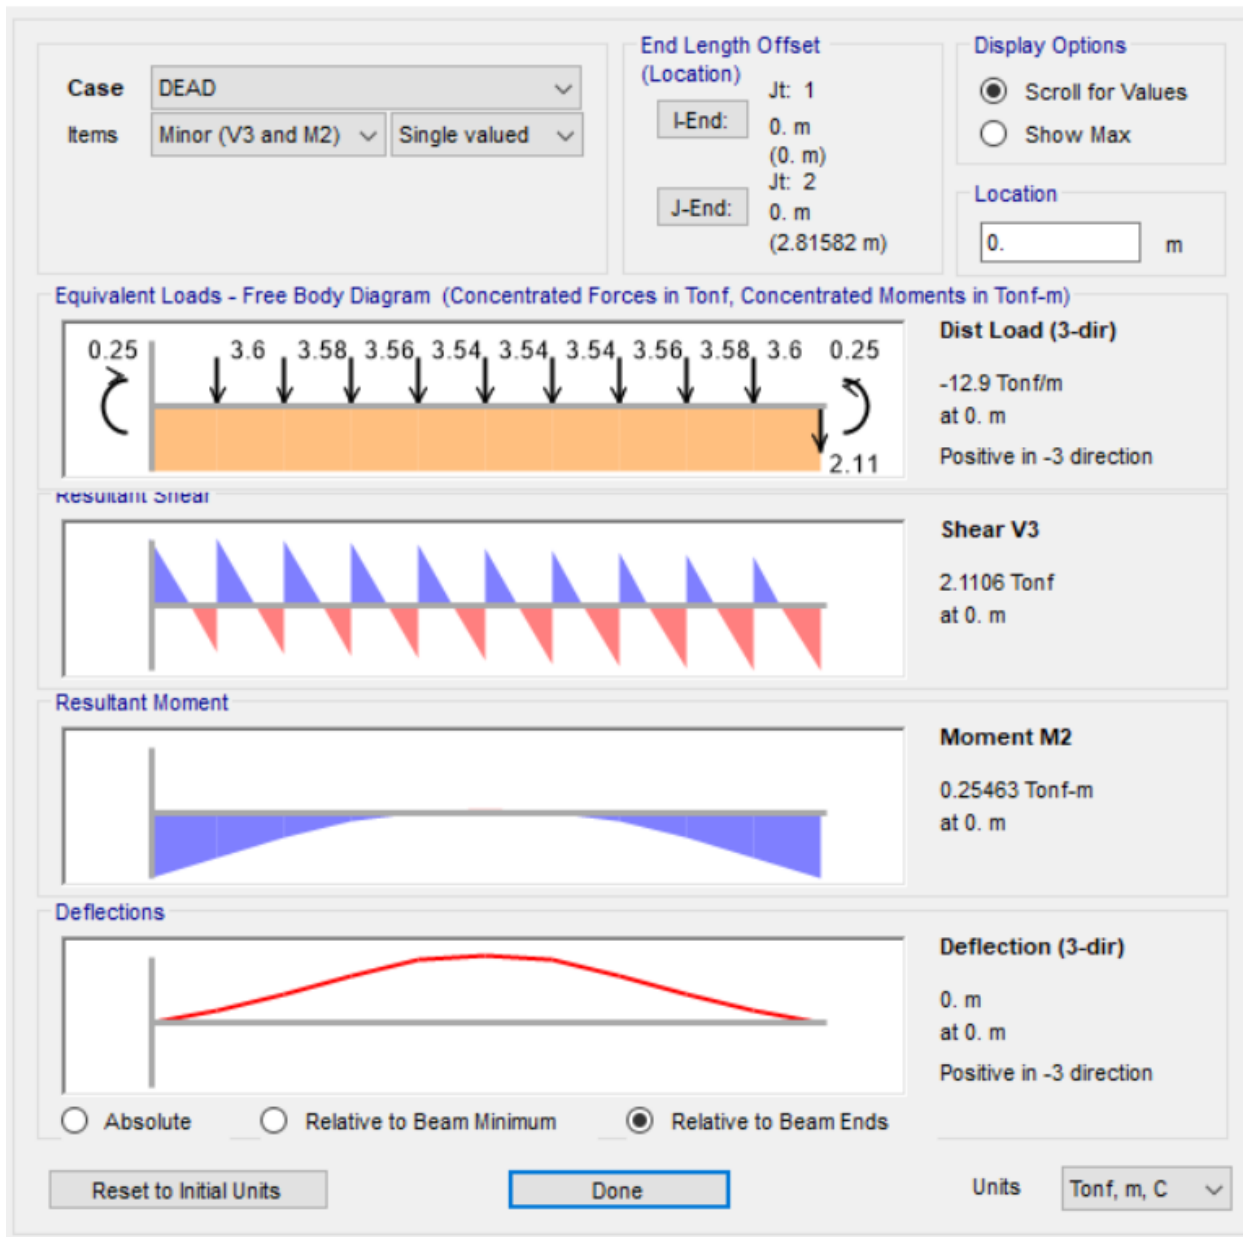 Case DEAD
Items Minor (V3 and M2) Single valued
End Length Offset
(Location)
Jt: 1
I-End: 0. m
(0. m)
Jt: 2
J-End: 0. m
(2.81582 m)
Display Options
Scroll for Values
Show Max
Location
0. m
Equivalent Loads - Free Body Diagram (Concentrated Forces in Tonf, Concentrated Moments in Tonf-m)
0.25 3.6 3.58 3.56 3.54 3.54 3.54 3.56 3.58 3.6 0.25
2.11
Dist Load (3-dir)
-12.9 Tonf/m
at 0. m
Positive in -3 direction
Resultant Shear
Shear V3
2.1106 Tonf
at 0. m
Resultant Moment
Moment M2
0.25463 Tonf-m
at 0. m
Deflections
Deflection (3-dir)
0. m
at 0. m
Positive in -3 direction
Absolute Relative to Beam Minimum Relative to Beam Ends
Reset to Initial Units Done Units Tonf, m, C